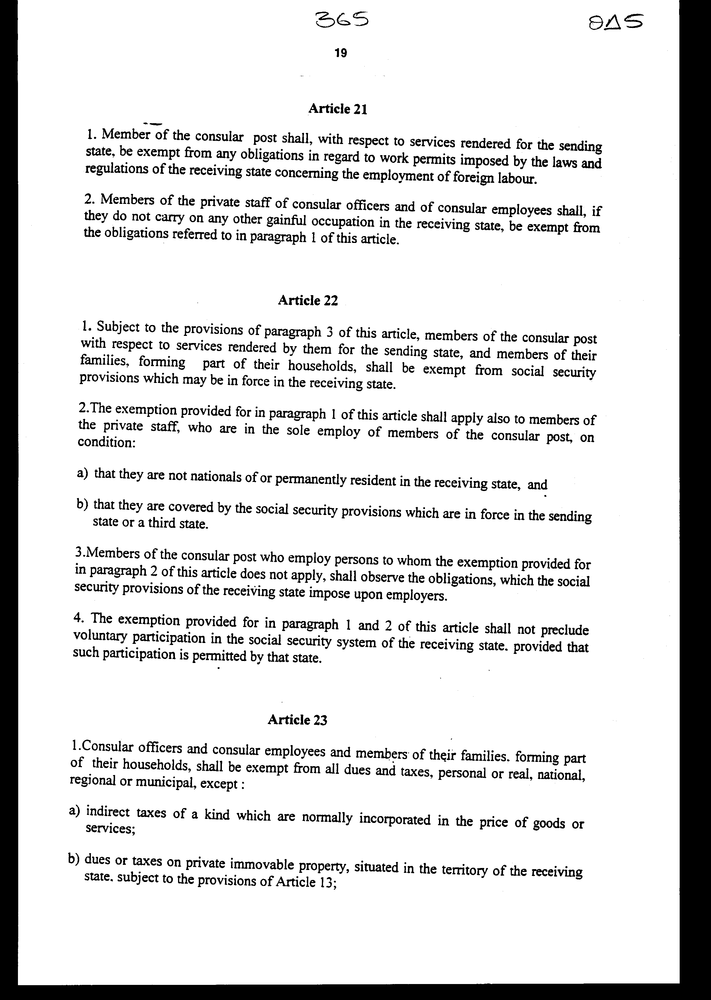 365
19
Article 21
1. Member of the consular post shall, with respect to services rendered for the sending
state, be exempt from any obligations in regard to work permits imposed by the laws and
regulations of the receiving state concerning the employment of foreign labour.
2. Members of the private staff of consular officers and of consular employees shall, if
they do not carry on any other gainful occupation in the receiving state, be exempt from
the obligations referred to in paragraph 1 of this article.
Article 22
1. Subject to the provisions of paragraph 3 of this article, members of the consular post
with respect to services rendered by them for the sending state, and members of their
families, forming part of their households, shall be exempt from social security
provisions which may be in force in the receiving state.
2.The exemption provided for in paragraph 1 of this article shall apply also to members of
the private staff, who are in the sole employ of members of the consular post, on
condition:
a) that they are not nationals of or permanently resident in the receiving state, and
b) that they are covered by the social security provisions which are in force in the sending
state or a third state.
3.Members of the consular post who employ persons to whom the exemption provided for
in paragraph 2 of this article does not apply, shall observe the obligations, which the social
security provisions of the receiving state impose upon employers.
4. The exemption provided for in paragraph 1 and 2 of this article shall not preclude
voluntary participation in the social security system of the receiving state. provided that
such participation is permitted by that state.
Article 23
1.Consular officers and consular employees and members of their families. forming part
of their households, shall be exempt from all dues and taxes, personal or real, national,
regional or municipal, except :
a) indirect taxes of a kind which are normally incorporated in the price of goods or
services;
b) dues or taxes on private immovable property, situated in the territory of the receiving
state. subject to the provisions of Article 13;